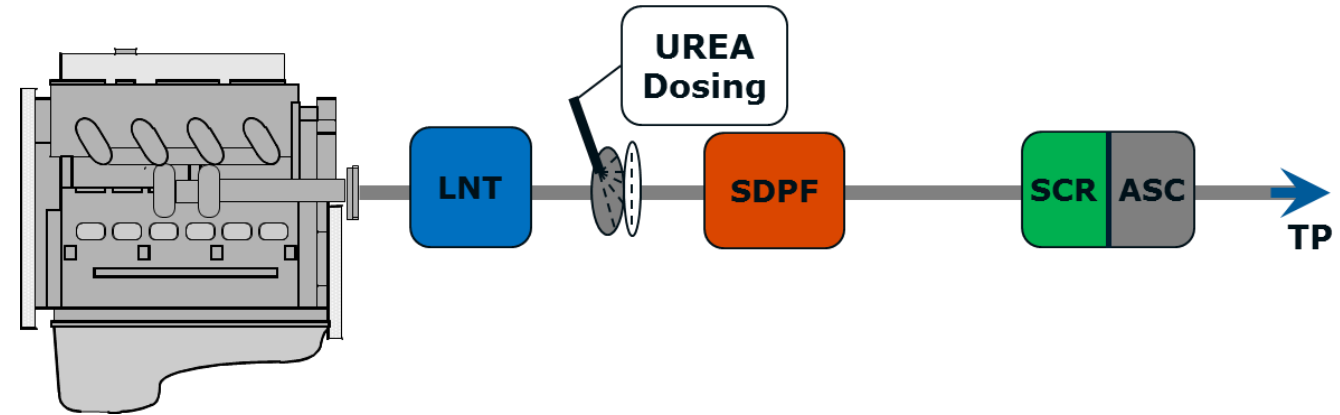 UREA
Dosing
LNT
SDPF
SCR ASC
TP